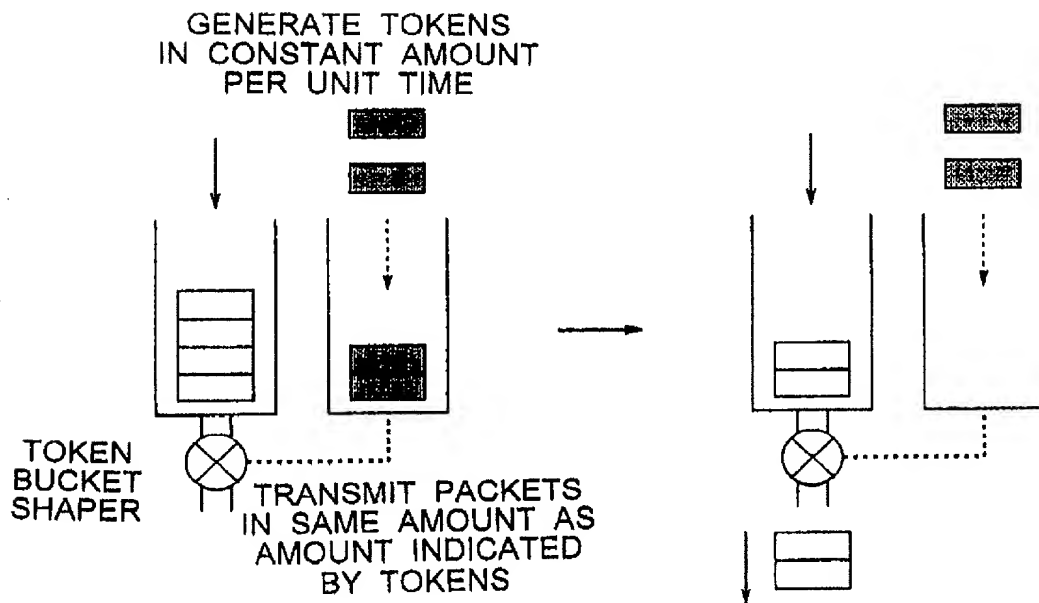 GENERATE TOKENS
IN CONSTANT AMOUNT
PER UNIT TIME
TOKEN
BUCKET
SHAPER
TRANSMIT PACKETS
IN SAME AMOUNT AS
AMOUNT INDICATED
BY TOKENS